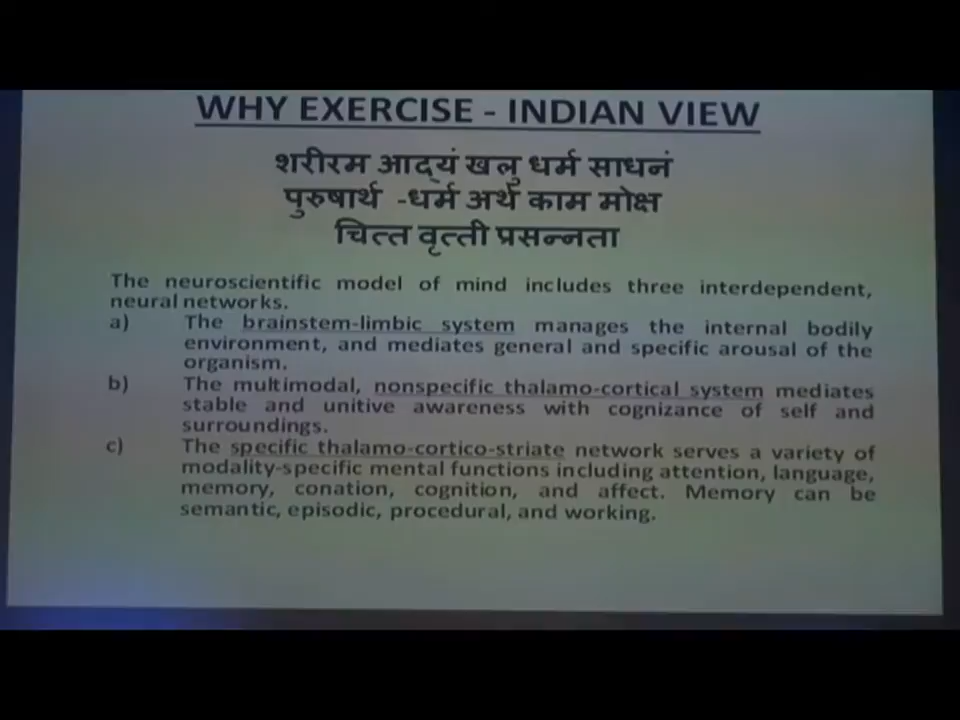 WHY EXERCISE - INDIAN VIEW
शरीरम आद्यं खलु धर्म साधनं
पुरुषार्थ -धर्म अर्थ काम मोक्ष
चित्त वृत्ती प्रसन्नता
The neuroscientific model of mind includes three interdependent,
neural networks.
a) The brainstem-limbic system manages the internal bodily
environment, and mediates general and specific arousal of the
organism.
b) The multimodal, nonspecific thalamo-cortical system mediates
stable and unitive awareness with cognizance of self and
surroundings.
c) The specific thalamo-cortico-striate network serves a variety of
modality-specific mental functions including attention, language,
memory, conation, cognition, and affect. Memory can be
semantic, episodic, procedural, and working.